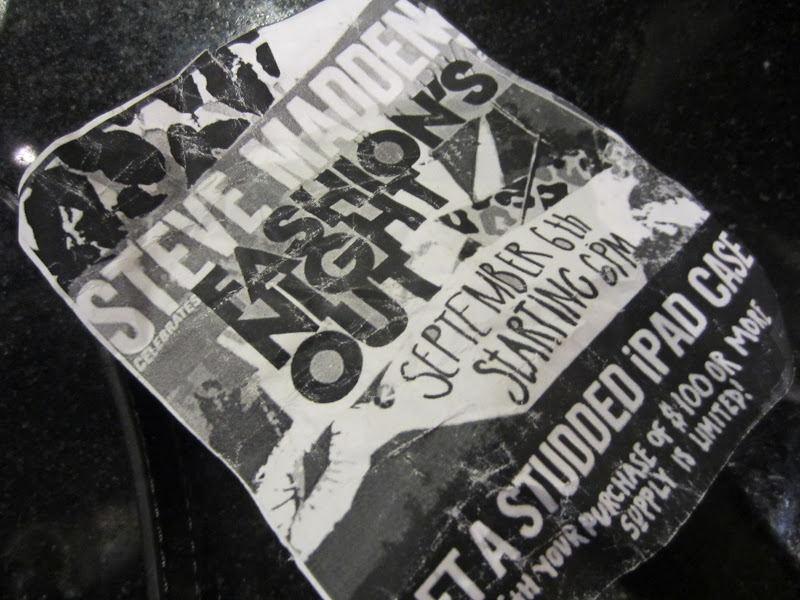 STEVE MADDEN
CELEBRATES
FASHION'S
NIGHT
OUT
SEPTEMBER 6th
STARTING 6PM
A STUDDED iPAD CASE
YOUR PURCHASE OF $100 OR MORE
SUPPLY IS LIMITED!